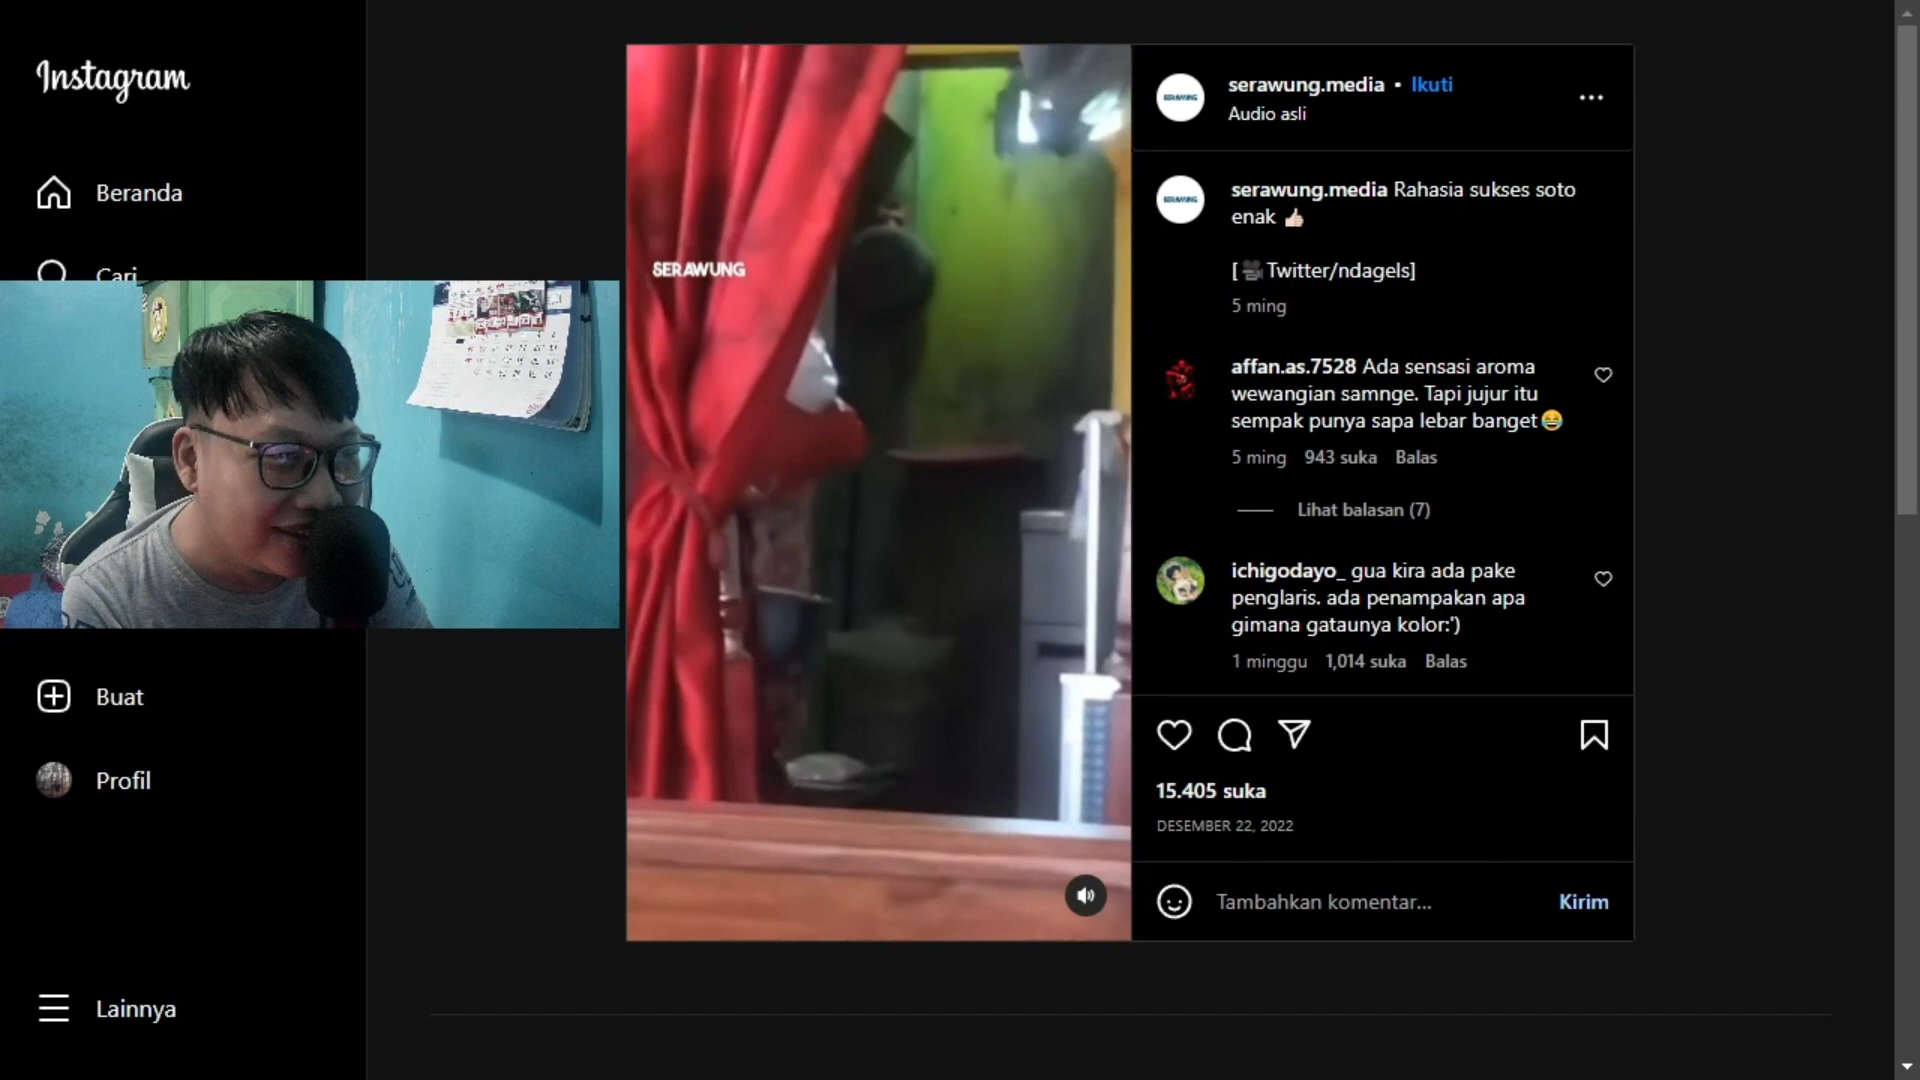 Instagram
Beranda
Cari
Buat
Profil
Lainnya
SERAWUNG
serawung.media • Ikuti
Audio asli
serawung.media Rahasia sukses soto
enak 👍🏻
[🎥Twitter/ndagels]
5 ming
affan.as.7528 Ada sensasi aroma
wewangian samnge. Tapi jujur itu
sempak punya sapa lebar banget😂
5 ming 943 suka Balas
Lihat balasan (7)
ichigodayo_ gua kira ada pake
penglaris. ada penampakan apa
gimana gataunya kolor:')
1 minggu 1,014 suka Balas
15.405 suka
DESEMBER 22, 2022
Tambahkan komentar... Kirim